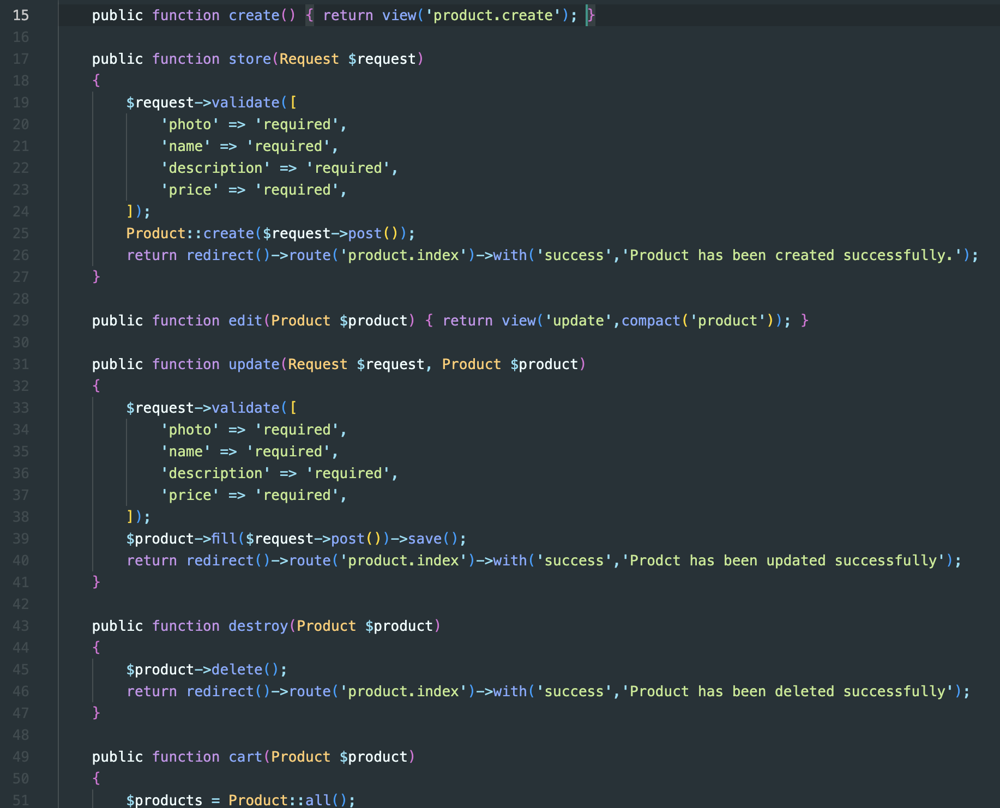 15 public function create() { return view('product.create'); }
16
17 public function store(Request $request)
18 {
19 $request->validate([
20 'photo' => 'required',
21 'name' => 'required',
22 'description' => 'required',
23 'price' => 'required',
24 ]);
25 Product::create($request->post());
26 return redirect()->route('product.index')->with('success','Product has been created successfully.');
27 }
28
29 public function edit(Product $product) { return view('update',compact('product')); }
30
31 public function update(Request $request, Product $product)
32 {
33 $request->validate([
34 'photo' => 'required',
35 'name' => 'required',
36 'description' => 'required',
37 'price' => 'required',
38 ]);
39 $product->fill($request->post())->save();
40 return redirect()->route('product.index')->with('success','Prodct has been updated successfully');
41 }
42
43 public function destroy(Product $product)
44 {
45 $product->delete();
46 return redirect()->route('product.index')->with('success','Product has been deleted successfully');
47 }
48
49 public function cart(Product $product)
50 {
51 $products = Product::all();